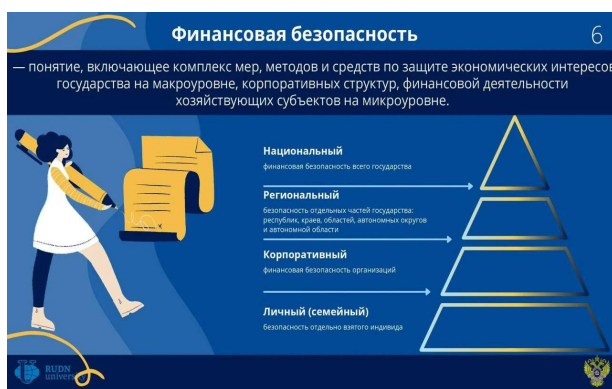 Финансовая безопасность
6
— понятие, включающее комплекс мер, методов и средств по защите экономических интересов
государства на макроуровне, корпоративных структур, финансовой деятельности
хозяйствующих субъектов на микроуровне.
Национальный
финансовая безопасность всего государства
Региональный
безопасность отдельных частей государства:
республик, краев, областей, автономных округов
и автономной области
Корпоративный
финансовая безопасность организаций
Личный (семейный)
безопасность отдельно взятого индивида
RUDN
university